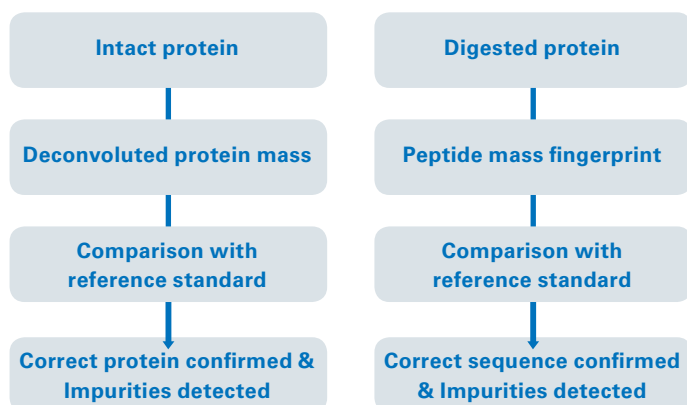 Intact protein
Deconvoluted protein mass
Comparison with
reference standard
Correct protein confirmed &
Impurities detected
Digested protein
Peptide mass fingerprint
Comparison with
reference standard
Correct sequence confirmed
& Impurities detected